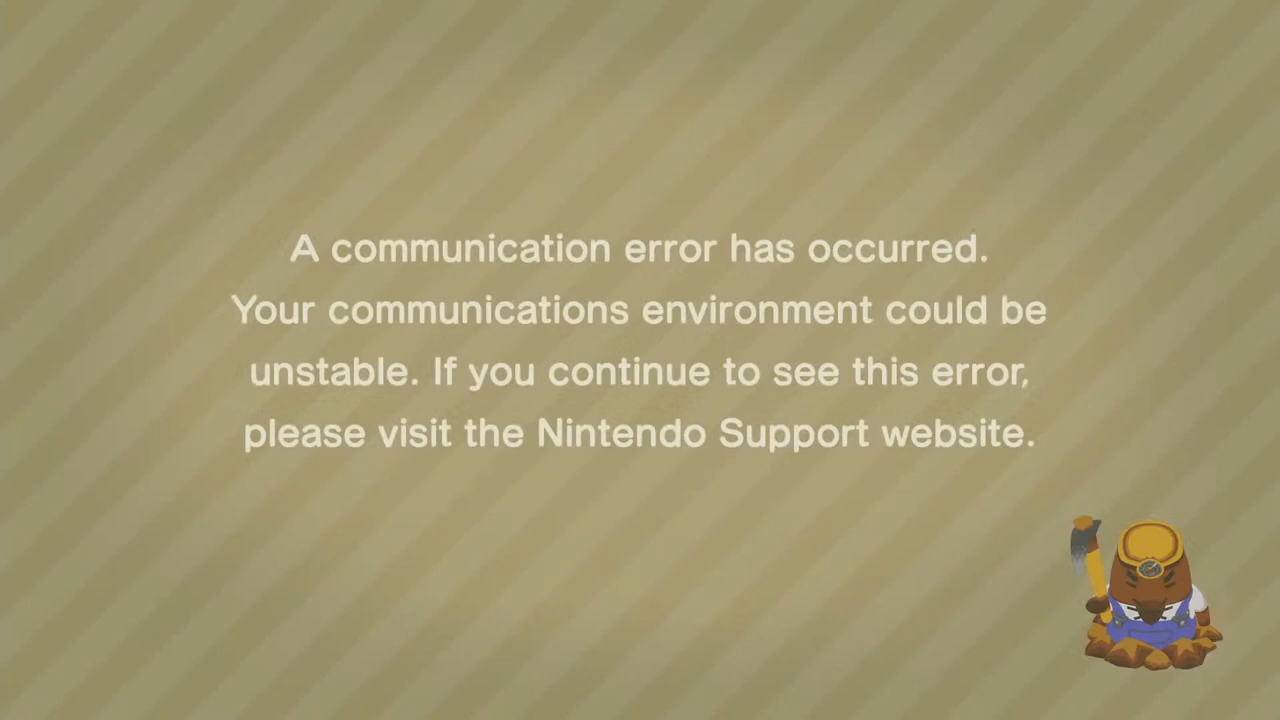 A communication error has occurred.
Your communications environment could be
unstable. If you continue to see this error,
please visit the Nintendo Support website.